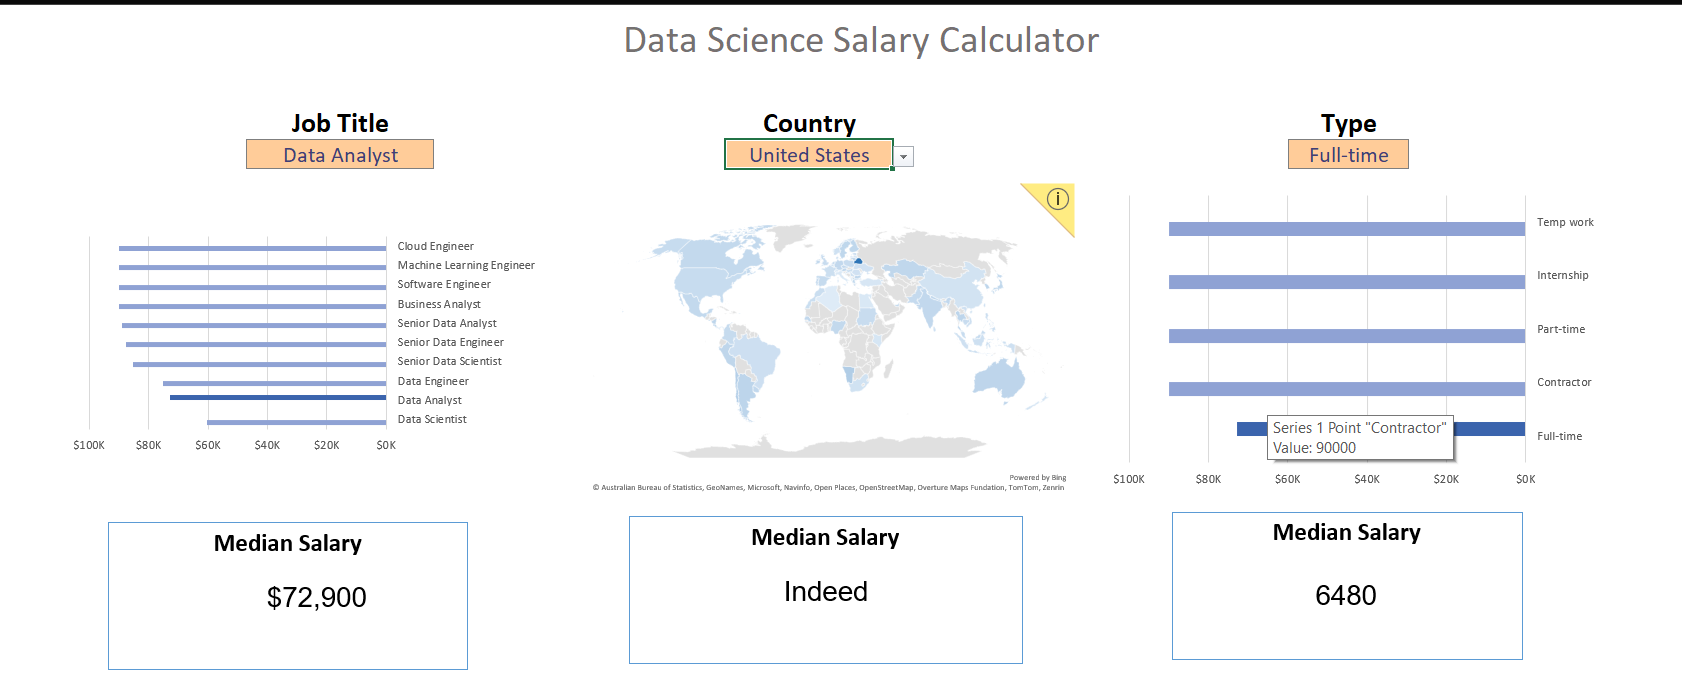 Data Science Salary Calculator
Job Title
Data Analyst
Country
United States
Type
Full-time
Cloud Engineer
Machine Learning Engineer
Software Engineer
Business Analyst
Senior Data Analyst
Senior Data Engineer
Senior Data Scientist
Data Engineer
Data Analyst
Data Scientist
$100K $80K $60K $40K $20K $0K
i
Powered by Bing
© Australian Bureau of Statistics, GeoNames, Microsoft, Navinfo, Open Places, OpenStreetMap, Overture Maps Fundation, TomTom, Zenrin
Temp work
Internship
Part-time
Contractor
Full-time
Series 1 Point "Contractor"
Value: 90000
$100K $80K $60K $40K $20K $0K
Median Salary
$72,900
Median Salary
Indeed
Median Salary
6480